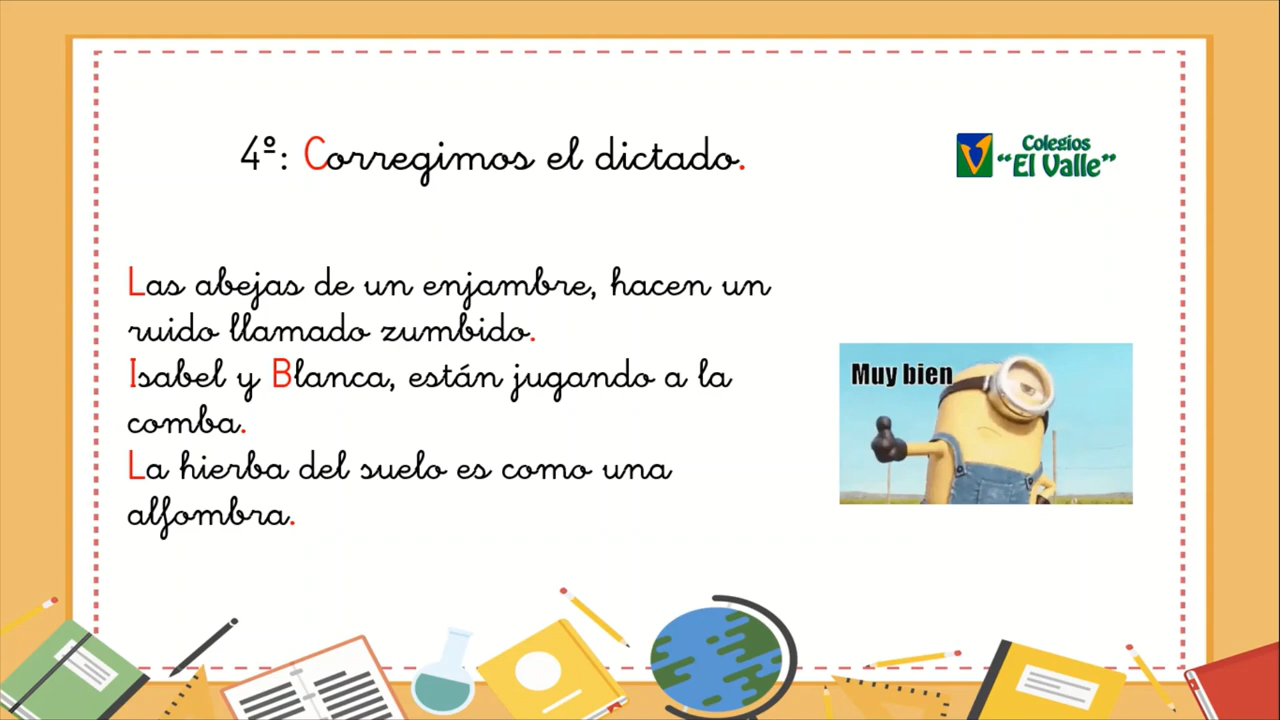 4º: Corregimos el dictado.
Colegios
“El Valle”
Las abejas de un enjambre, hacen un
ruido llamado zumbido.
Isabel y Blanca, están jugando a la
comba.
La hierba del suelo es como una
alfombra.
Muy bien